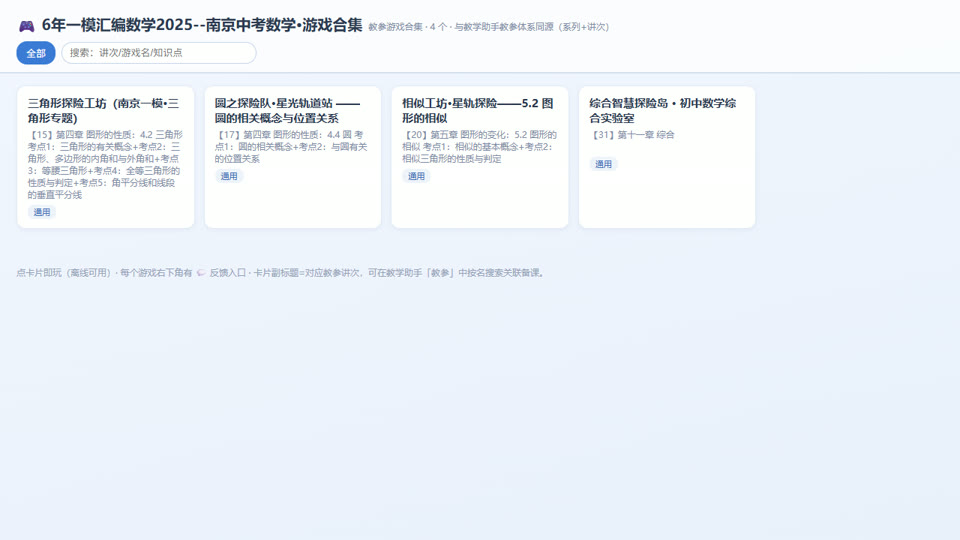 6年一模汇编数学2025--南京中考数学•游戏合集 教参游戏合集 · 4 个 · 与教学助手教参体系同源（系列+讲次）
全部 搜索：讲次/游戏名/知识点
三角形探险工坊（南京一模•三
角形专题）
【15】第四章 图形的性质：4.2 三角形
考点1：三角形的有关概念+考点2：三
角形、多边形的内角和与外角和+考点
3：等腰三角形+考点4：全等三角形的
性质与判定+考点5：角平分线和线段
的垂直平分线
通用
圆之探险队•星光轨道站 ——
圆的相关概念与位置关系
【17】第四章 图形的性质：4.4 圆 考
点1：圆的相关概念+考点2：与圆有关
的位置关系
通用
相似工坊•星轨探险——5.2 图
形的相似
【20】第五章 图形的变化：5.2 图形的
相似 考点1：相似的基本概念+考点2：
相似三角形的性质与判定
通用
综合智慧探险岛・初中数学综
合实验室
【31】第十一章 综合
通用
点卡片即玩（离线可用）· 每个游戏右下角有 反馈入口 · 卡片副标题=对应教参讲次，可在教学助手「教参」中按名搜索关联备课。